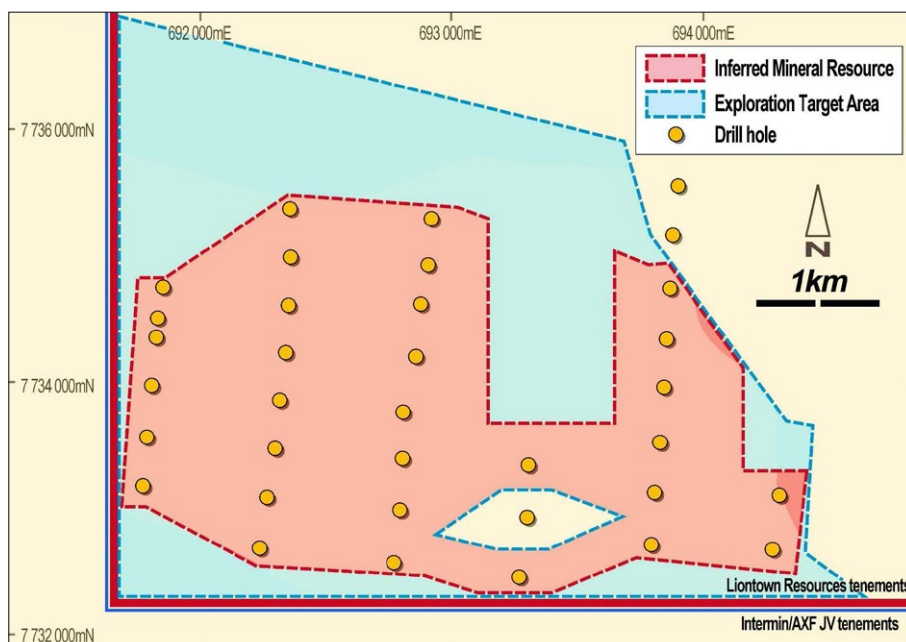 692 000mE 693 000mE 694 000mE
Inferred Mineral Resource
Exploration Target Area
Drill hole
7 736 000mN
N
1km
7 734 000mN
Liontown Resources tenements
Intermin/AXF JV tenements
7 732 000mN